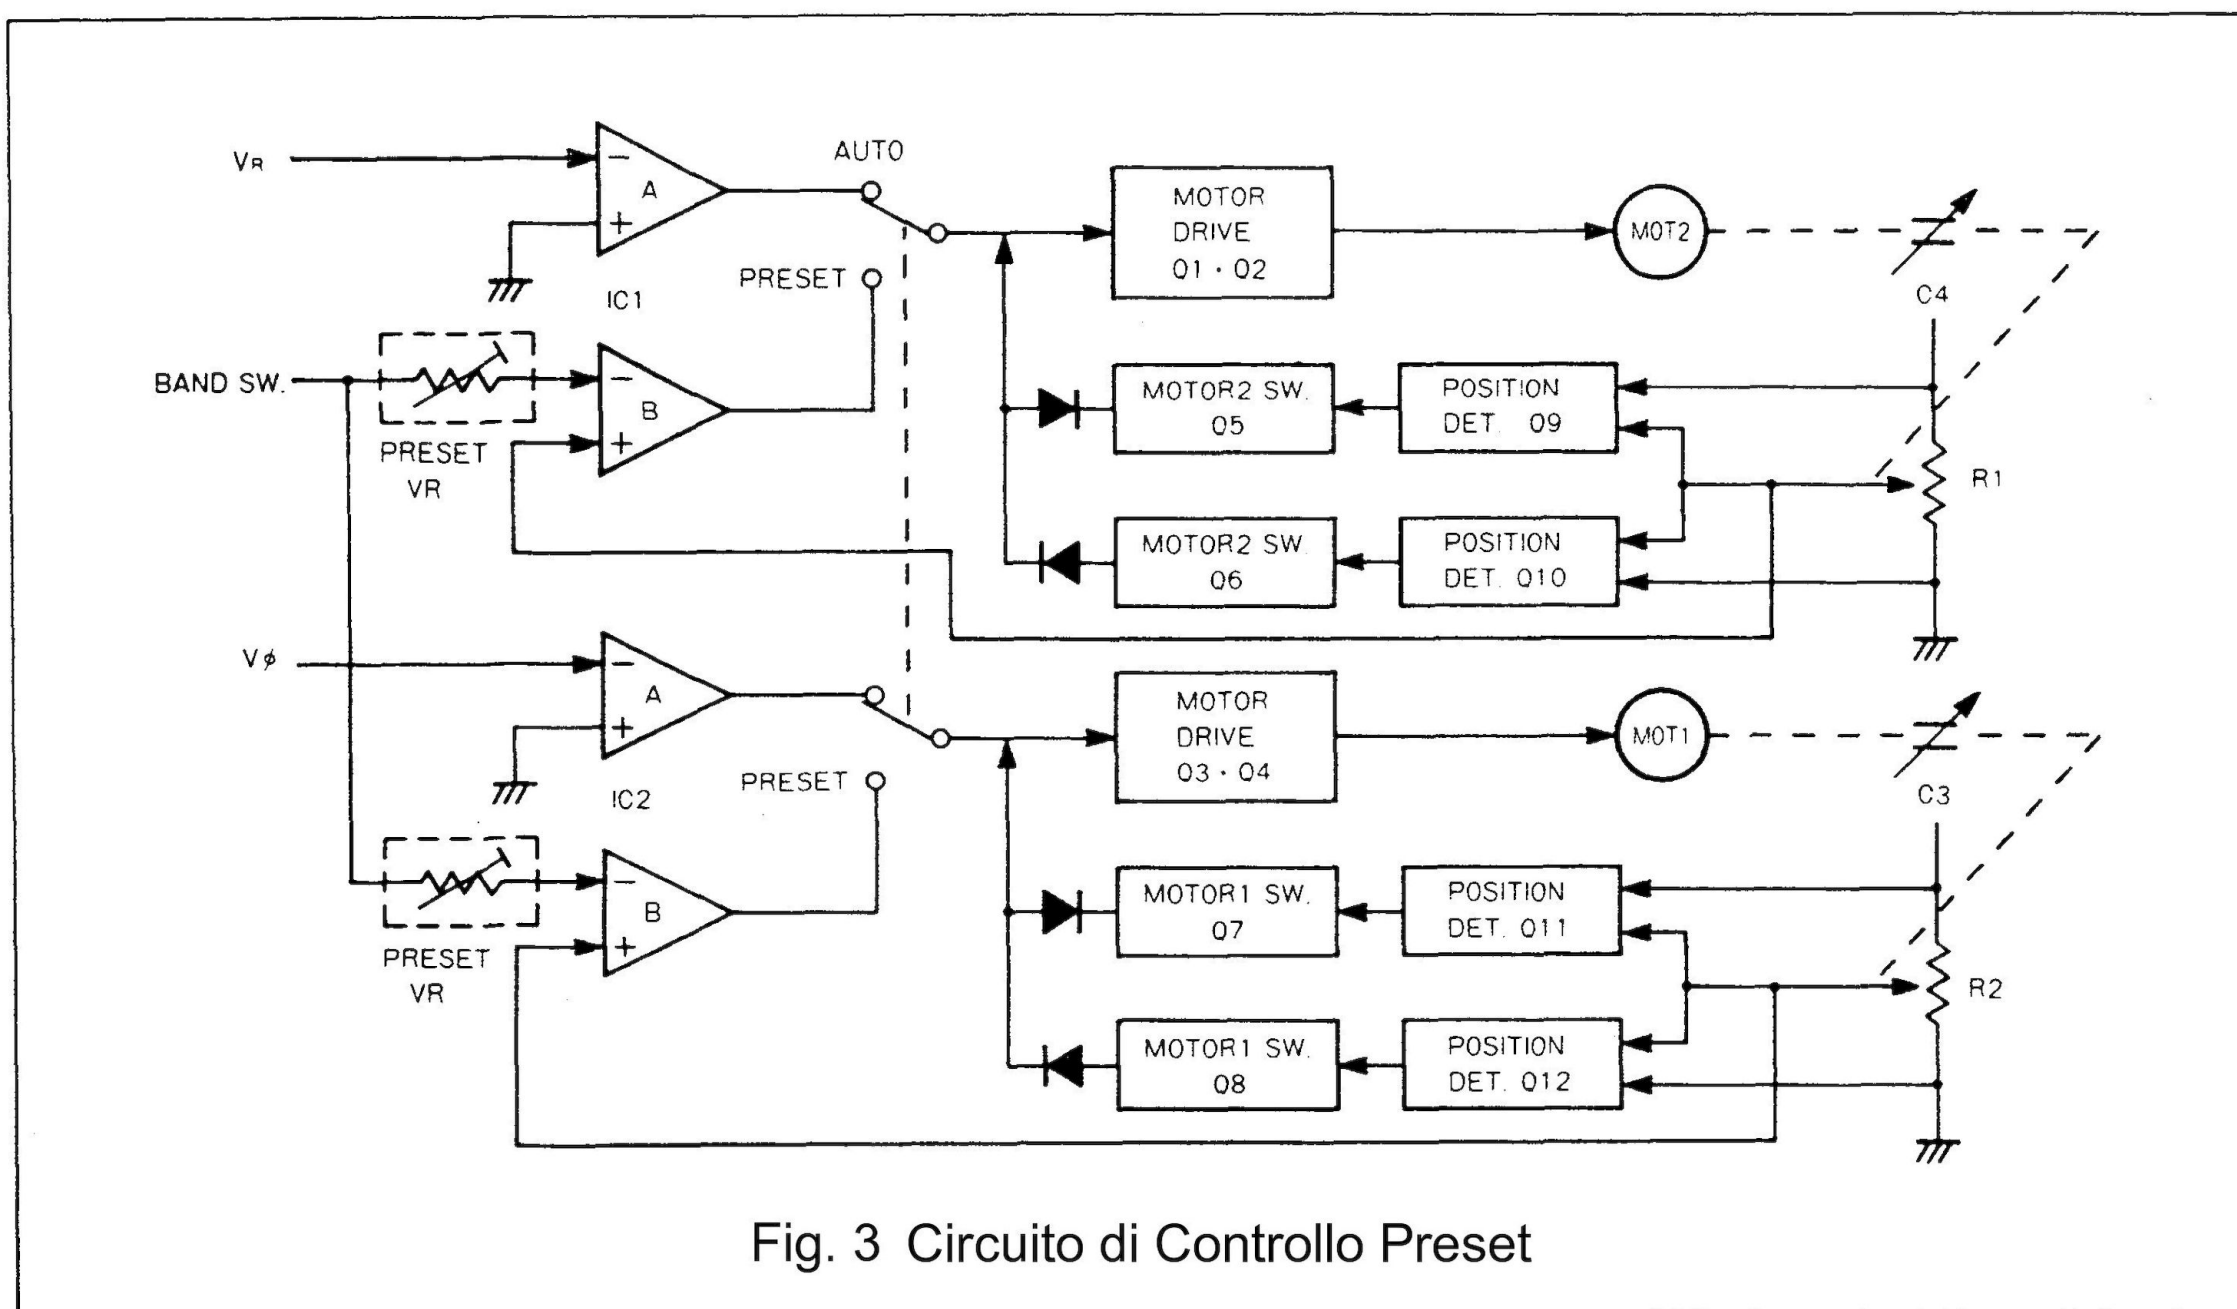 VR
−
A
+
AUTO
IC1
PRESET
MOTOR
DRIVE
Q1・Q2
MOT2
C4
BAND SW.
PRESET
VR
−
B
+
MOTOR2 SW.
Q5
POSITION
DET. Q9
R1
MOTOR2 SW.
Q6
POSITION
DET. Q10
Vø
−
A
+
IC2
PRESET
MOTOR
DRIVE
Q3・Q4
MOT1
C3
PRESET
VR
−
B
+
MOTOR1 SW.
Q7
POSITION
DET. Q11
R2
MOTOR1 SW.
Q8
POSITION
DET. Q12
Fig. 3 Circuito di Controllo Preset